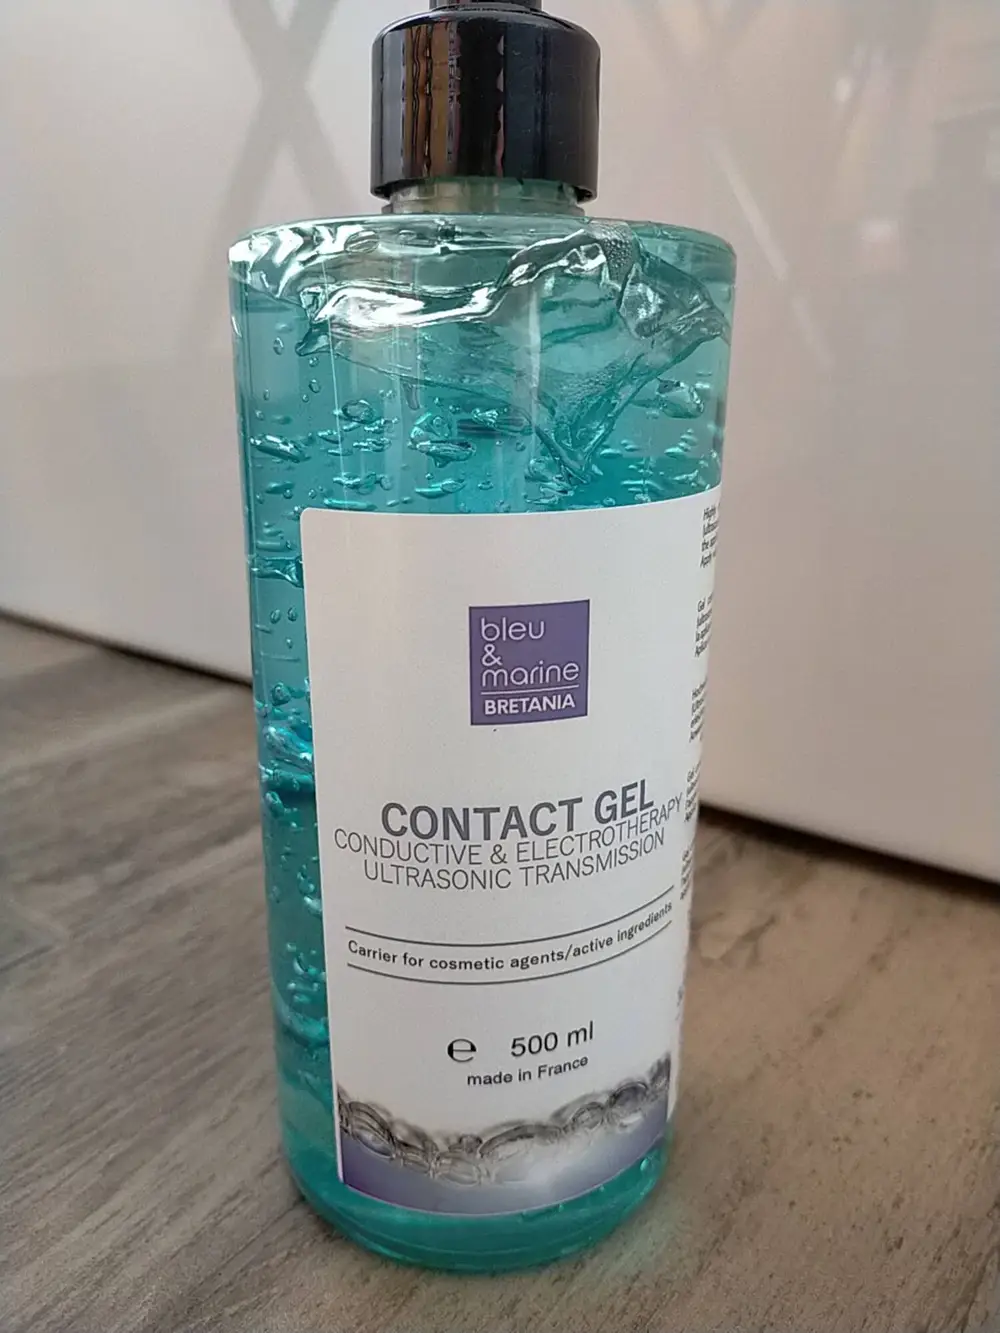 bleu
&
marine
BRETANIA
CONTACT GEL
CONDUCTIVE & ELECTROTHERAPY
ULTRASONIC TRANSMISSION
Carrier for cosmetic agents/active ingredients
e 500 ml
made in France
Gel